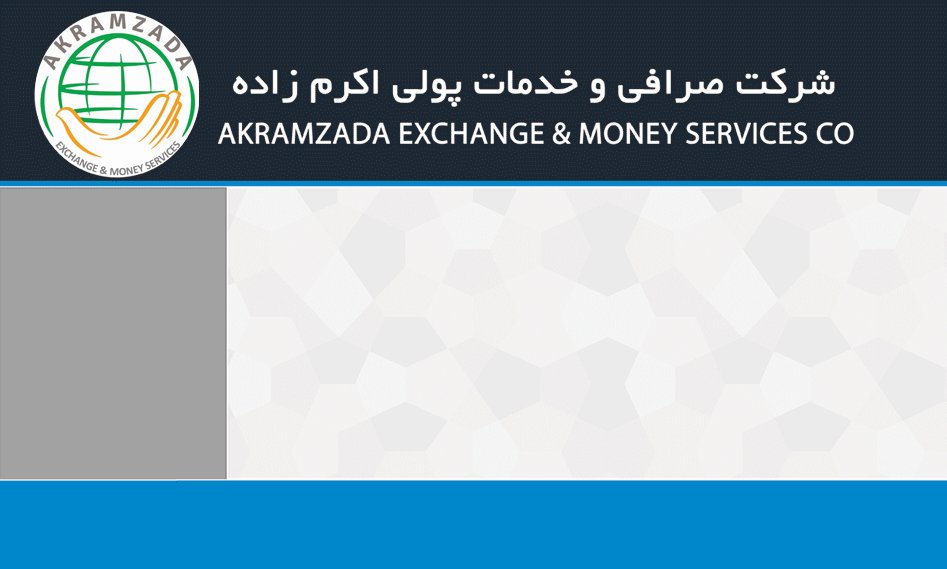 AKRAMZADA
EXCHANGE & MONEY SERVICES
شرکت صرافی و خدمات پولی اکرم زاده
AKRAMZADA EXCHANGE & MONEY SERVICES CO